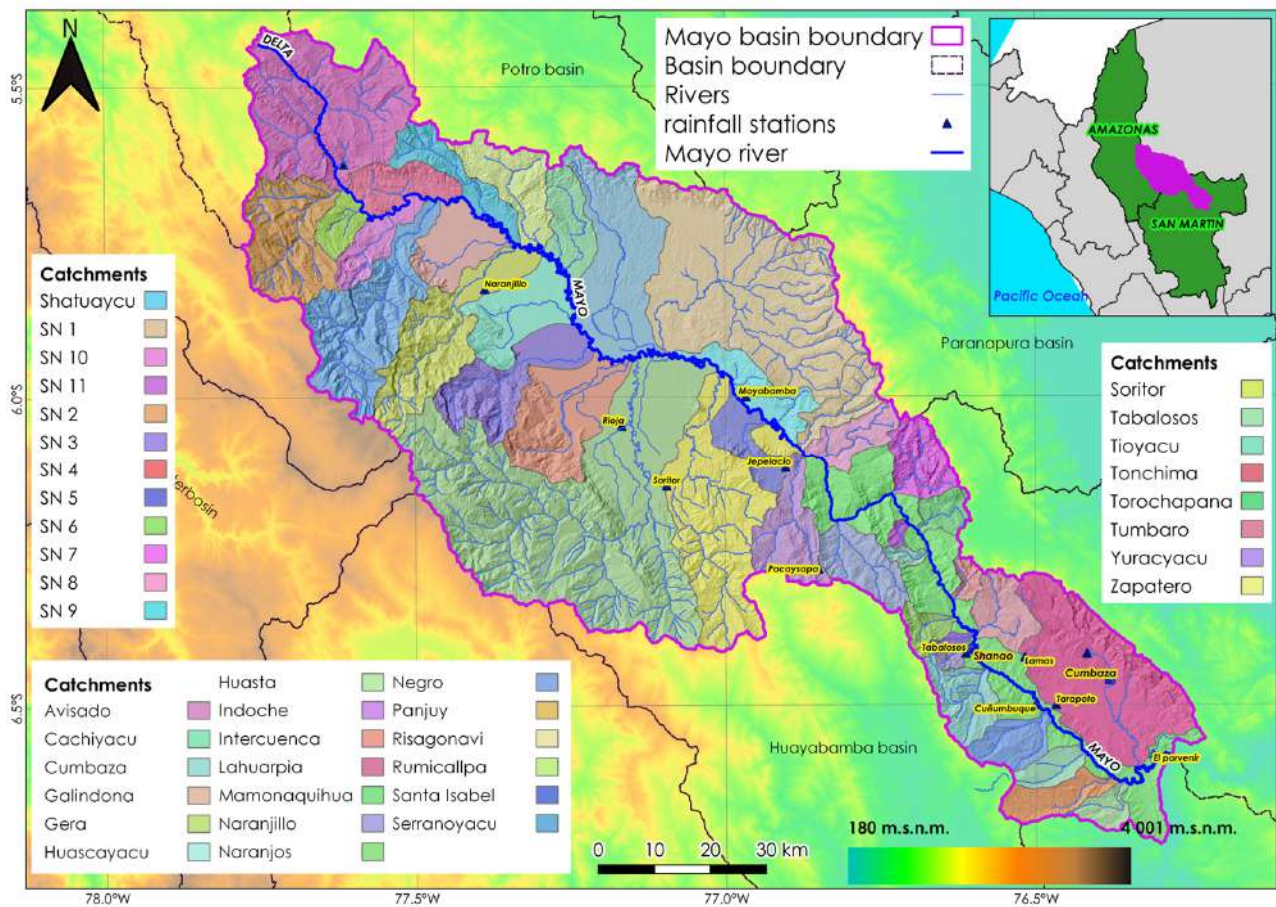 N
DELTA
Potro basin
Mayo basin boundary
Basin boundary
Rivers
rainfall stations
Mayo river
AMAZONAS
SAN MARTIN
Pacific Ocean
5.5°S
6.0°S
6.5°S
Catchments
Shatuaycu
SN 1
SN 10
SN 11
SN 2
SN 3
SN 4
SN 5
SN 6
SN 7
SN 8
SN 9
Naranjillo
MAYO
Paranapura basin
Moyabamba
Rioja
Jepelacio
Soritor
Pacaysapa
Catchments
Soritor
Tabalosos
Tioyacu
Tonchima
Torochapana
Tumbaro
Yuracyacu
Zapatero
Tabalosos
Shanao
Lamas
Cumbaza
Cuñumbuque
Tarapoto
MAYO
El porvenir
Huayabamba basin
Catchments
Avisado
Cachiyacu
Cumbaza
Galindona
Gera
Huascayacu
Huasta
Indoche
Intercuenca
Lahuarpia
Mamonaquihua
Naranjillo
Naranjos
Negro
Panjuy
Risagonavi
Rumicallpa
Santa Isabel
Serranoyacu
0 10 20 30 km
180 m.s.n.m. 4 001 m.s.n.m.
78.0°W 77.5°W 77.0°W 76.5°W